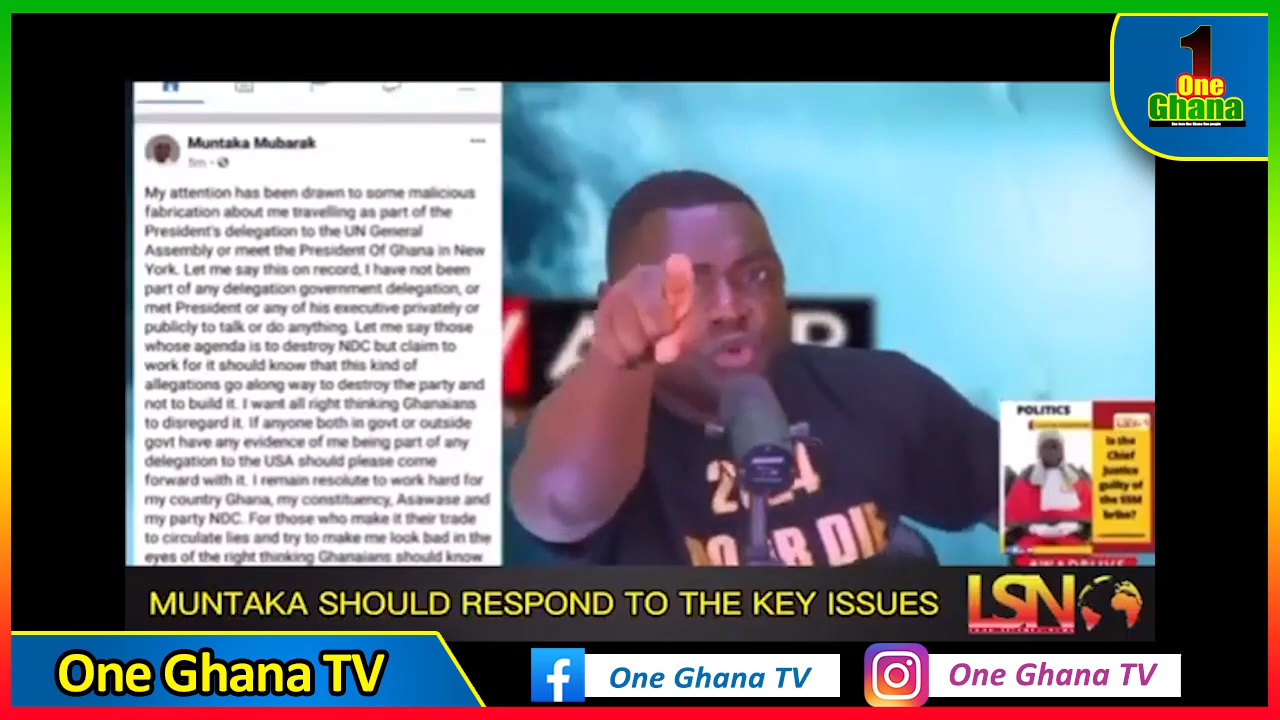 1
One
Ghana
Muntaka Mubarak
5m
My attention has been drawn to some malicious
fabrication about me travelling as part of the
President's delegation to the UN General
Assembly or meet the President Of Ghana in New
York. Let me say this on record, I have not been
part of any delegation government delegation, or
met President or any of his executive privately or
publicly to talk or do anything. Let me say those
whose agenda is to destroy NDC but claim to
work for it should know that this kind of
allegations go along way to destroy the party and
not to build it. I want all right thinking Ghanaians
to disregard it. If anyone both in govt or outside
govt have any evidence of me being part of any
delegation to the USA should please come
forward with it. I remain resolute to work hard for
my country Ghana, my constituency, Asawase and
my party NDC. For those who make it their trade
to circulate lies and try to make me look bad in the
eyes of the right thinking Ghanaians should know
OR DIE
POLITICS
Is the
Chief
Justice
guilty of
the $5M
bribe?
MUNTAKA SHOULD RESPOND TO THE KEY ISSUES
LSN
One Ghana TV
One Ghana TV
One Ghana TV